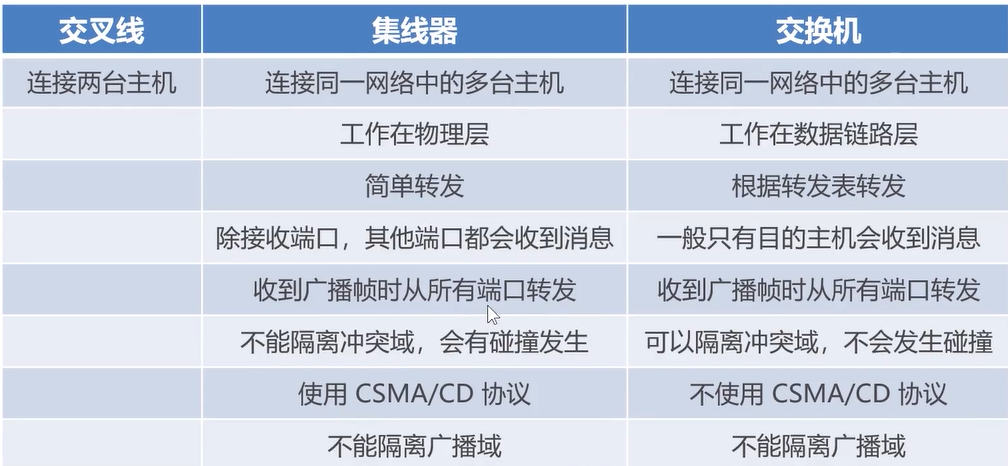 交叉线 集线器 交换机
连接两台主机 连接同一网络中的多台主机 连接同一网络中的多台主机
工作在物理层 工作在数据链路层
简单转发 根据转发表转发
除接收端口，其他端口都会收到消息 一般只有目的主机会收到消息
收到广播帧时从所有端口转发 收到广播帧时从所有端口转发
不能隔离冲突域，会有碰撞发生 可以隔离冲突域，不会发生碰撞
使用 CSMA/CD 协议 不使用 CSMA/CD 协议
不能隔离广播域 不能隔离广播域